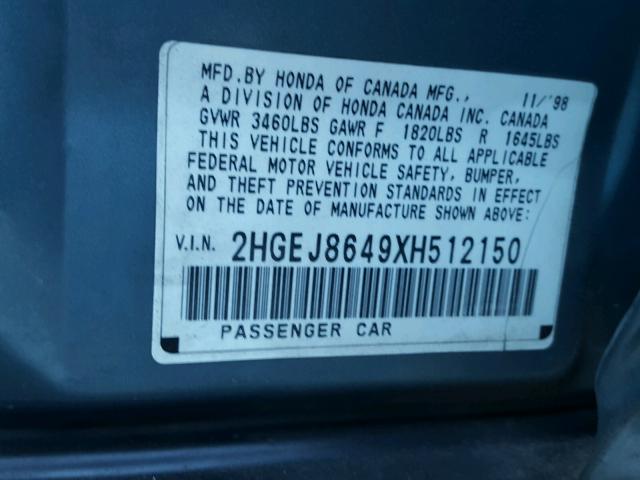 MFD.BY HONDA OF CANADA MFG., 11/'98
A DIVISION OF HONDA CANADA INC. CANADA
GVWR 3460LBS GAWR F 1820LBS R 1645LBS
THIS VEHICLE CONFORMS TO ALL APPLICABLE
FEDERAL MOTOR VEHICLE SAFETY, BUMPER,
AND THEFT PREVENTION STANDARDS IN EFFECT
ON THE DATE OF MANUFACTURE SHOWN ABOVE:
V.I.N. 2HGEJ8649XH512150
PASSENGER CAR